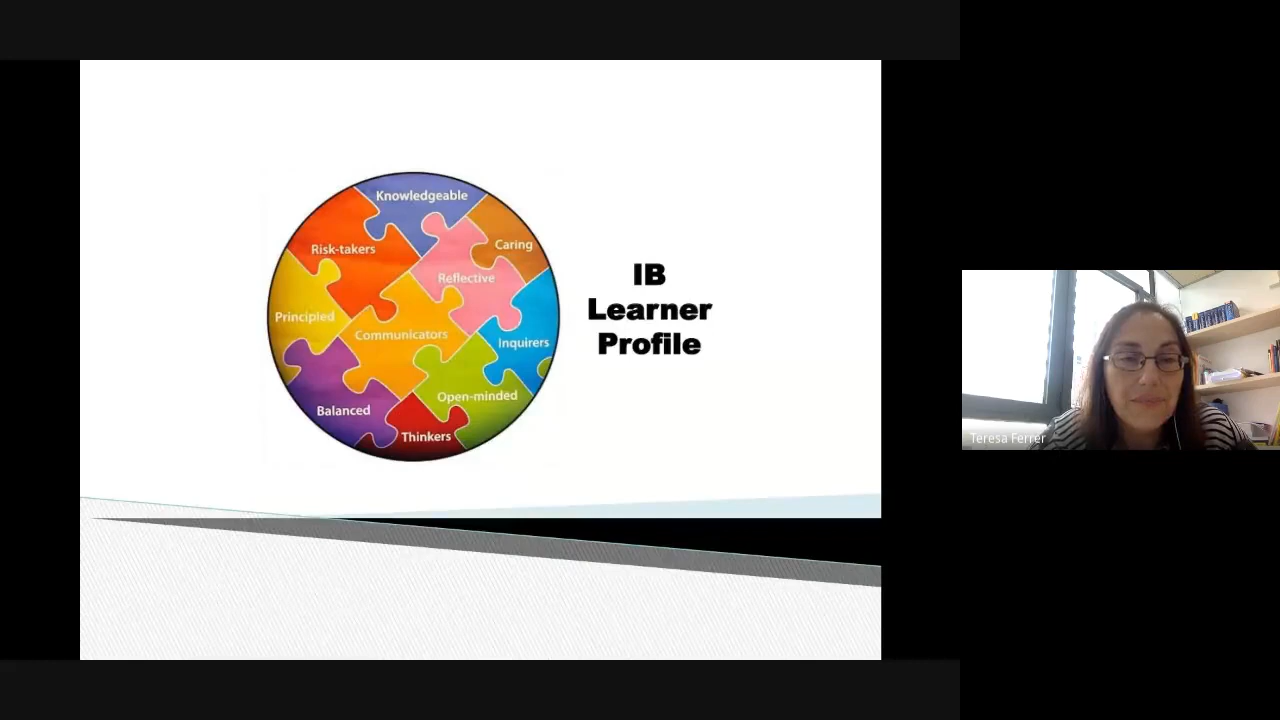 Knowledgeable
Risk-takers
Caring
Reflective
Principled
Communicators
Inquirers
Balanced
Open-minded
Thinkers
IB
Learner
Profile
Teresa Ferrer